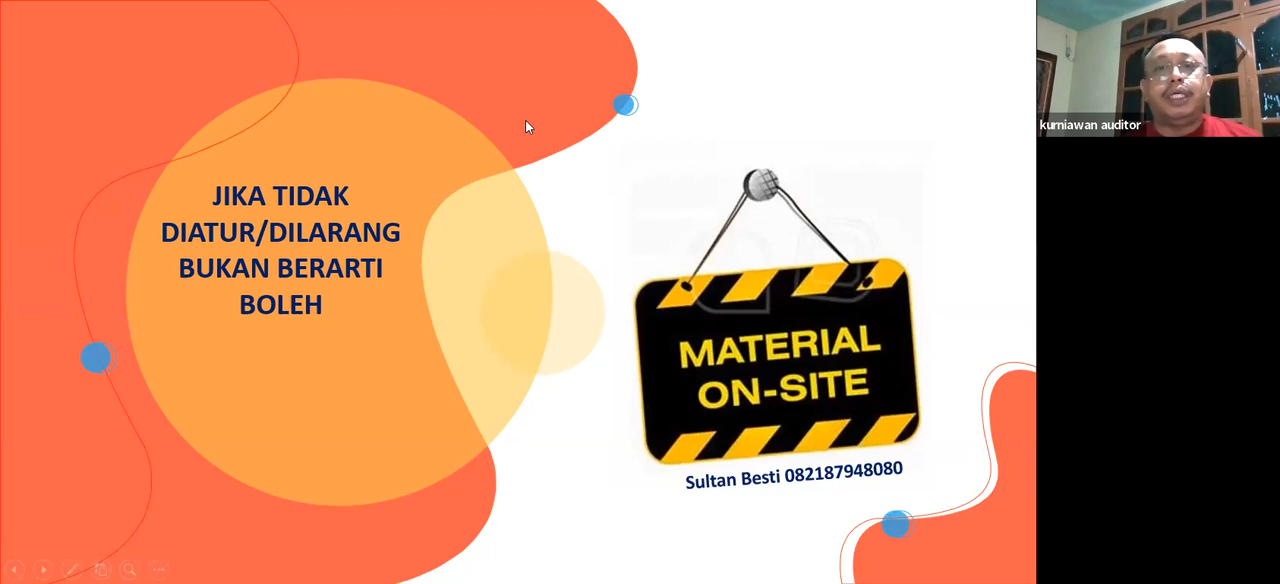 JIKA TIDAK
DIATUR/DILARANG
BUKAN BERARTI
BOLEH
MATERIAL
ON-SITE
Sultan Besti 082187948080
kurniawan auditor